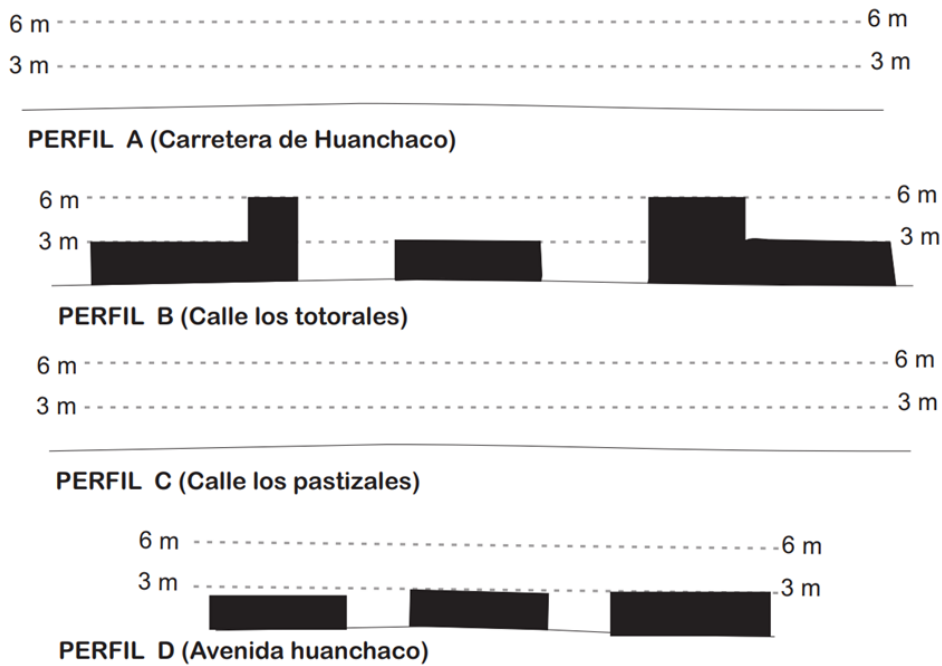 6 m 6 m
3 m 3 m
PERFIL A (Carretera de Huanchaco)
6 m 6 m
3 m 3 m
PERFIL B (Calle los totorales)
6 m 6 m
3 m 3 m
PERFIL C (Calle los pastizales)
6 m 6 m
3 m 3 m
PERFIL D (Avenida huanchaco)